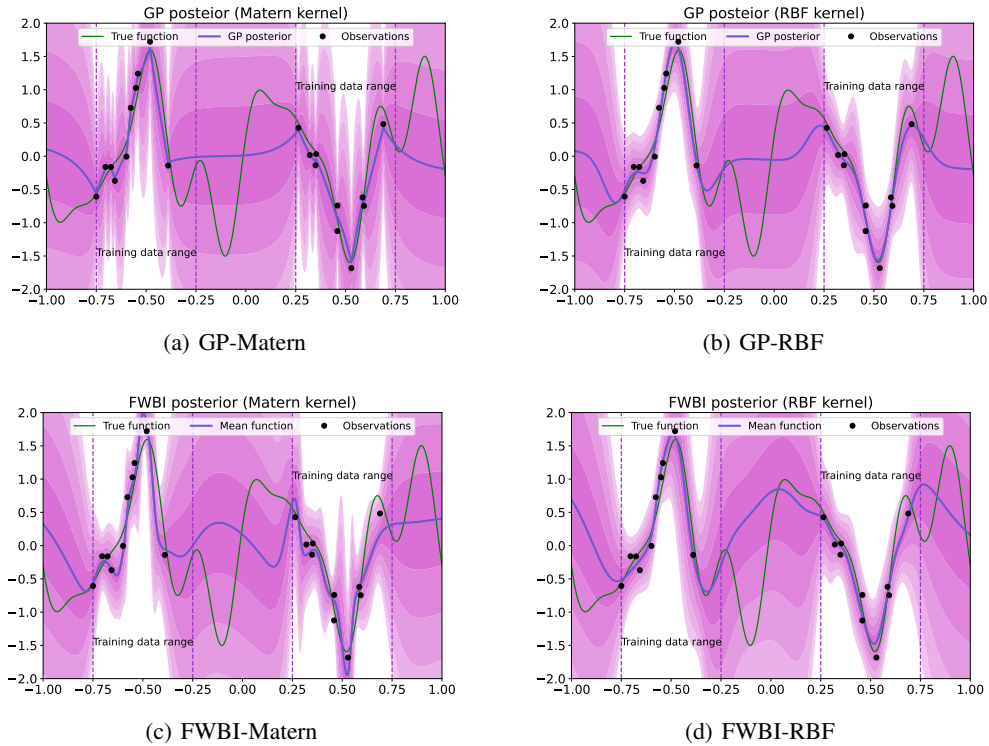 GP posteior (Matern kernel)
True function GP posterior Observations
Training data range
Training data range
2.0
1.5
1.0
0.5
0.0
−0.5
−1.0
−1.5
−2.0
−1.00 −0.75 −0.50 −0.25 0.00 0.25 0.50 0.75 1.00
(a) GP-Matern
GP posteior (RBF kernel)
True function GP posterior Observations
Training data range
Training data range
2.0
1.5
1.0
0.5
0.0
−0.5
−1.0
−1.5
−2.0
−1.00 −0.75 −0.50 −0.25 0.00 0.25 0.50 0.75 1.00
(b) GP-RBF
FWBI posterior (Matern kernel)
True function Mean function Observations
Training data range
Training data range
2.0
1.5
1.0
0.5
0.0
−0.5
−1.0
−1.5
−2.0
−1.00 −0.75 −0.50 −0.25 0.00 0.25 0.50 0.75 1.00
(c) FWBI-Matern
FWBI posterior (RBF kernel)
True function Mean function Observations
Training data range
Training data range
2.0
1.5
1.0
0.5
0.0
−0.5
−1.0
−1.5
−2.0
−1.00 −0.75 −0.50 −0.25 0.00 0.25 0.50 0.75 1.00
(d) FWBI-RBF